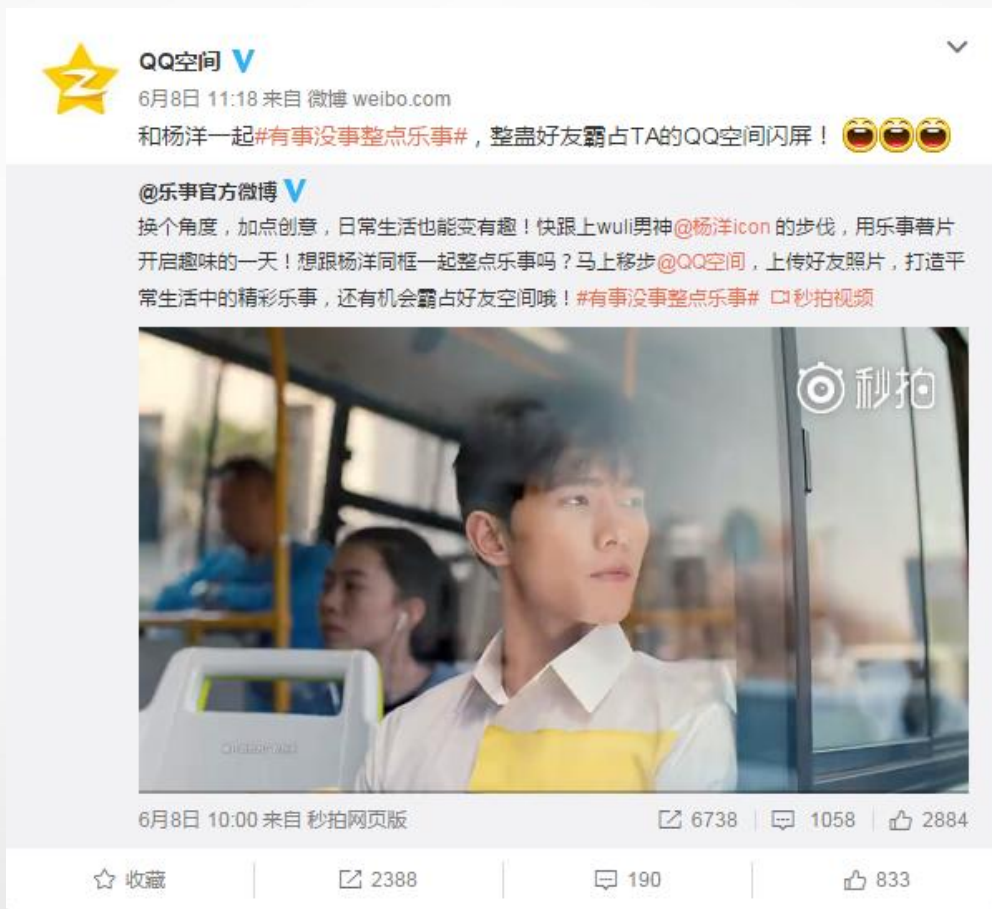 QQ空间
6月8日 11:18 来自 微博 weibo.com
和杨洋一起#有事没事整点乐事#，整蛊好友霸占TA的QQ空间闪屏！
@乐事官方微博
换个角度，加点创意，日常生活也能变有趣！快跟上wuli男神@杨洋icon 的步伐，用乐事薯片
开启趣味的一天！想跟杨洋同框一起整点乐事吗？马上移步@QQ空间，上传好友照片，打造平
常生活中的精彩乐事，还有机会霸占好友空间哦！#有事没事整点乐事# 秒拍视频
秒拍
6月8日 10:00 来自 秒拍网页版 6738 1058 2884
收藏 2388 190 833